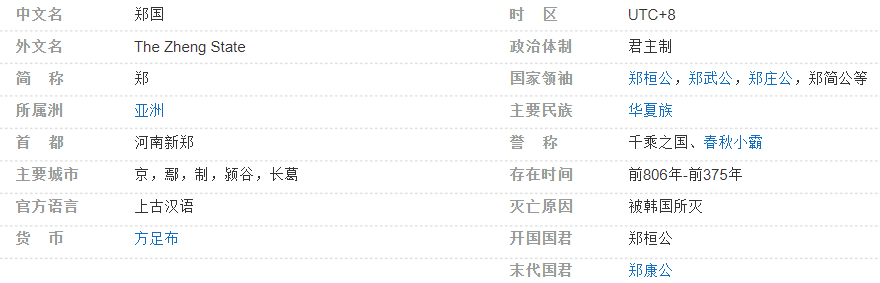 中文名 郑国 时 区 UTC+8
外文名 The Zheng State 政治体制 君主制
简 称 郑 国家领袖 郑桓公，郑武公，郑庄公，郑简公等
所属洲 亚洲 主要民族 华夏族
首 都 河南新郑 誉 称 千乘之国、春秋小霸
主要城市 京，鄢，制，颍谷，长葛 存在时间 前806年-前375年
官方语言 上古汉语 灭亡原因 被韩国所灭
货 币 方足布 开国国君 郑桓公
末代国君 郑康公